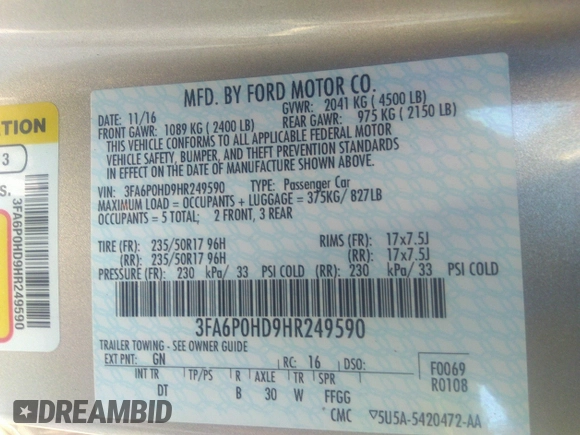 MFD. BY FORD MOTOR CO.
DATE: 11/16 GVWR: 2041 KG ( 4500 LB)
FRONT GAWR: 1089 KG ( 2400 LB) REAR GAWR: 975 KG ( 2150 LB)
THIS VEHICLE CONFORMS TO ALL APPLICABLE FEDERAL MOTOR
VEHICLE SAFETY, BUMPER, AND THEFT PREVENTION STANDARDS
IN EFFECT ON THE DATE OF MANUFACTURE SHOWN ABOVE.
VIN: 3FA6P0HD9HR249590 TYPE: Passenger Car
MAXIMUM LOAD = OCCUPANTS + LUGGAGE = 375KG/ 827LB
OCCUPANTS = 5 TOTAL; 2 FRONT, 3 REAR
TIRE (FR): 235/50R17 96H RIMS (FR): 17x7.5J
(RR): 235/50R17 96H (RR): 17x7.5J
PRESSURE (FR): 230 kPa/ 33 PSI COLD (RR): 230 kPa/ 33 PSI COLD
3FA6P0HD9HR249590
TRAILER TOWING - SEE OWNER GUIDE
EXT PNT: GN RC: 16 DSO: F0069
R0108
INT TR TP/PS R AXLE TR SPR
DT B 30 W FFGG
CMC ▽5U5A-5420472-AA
TION
3
S.
3FA6P0HD9HR249590
DREAMBID